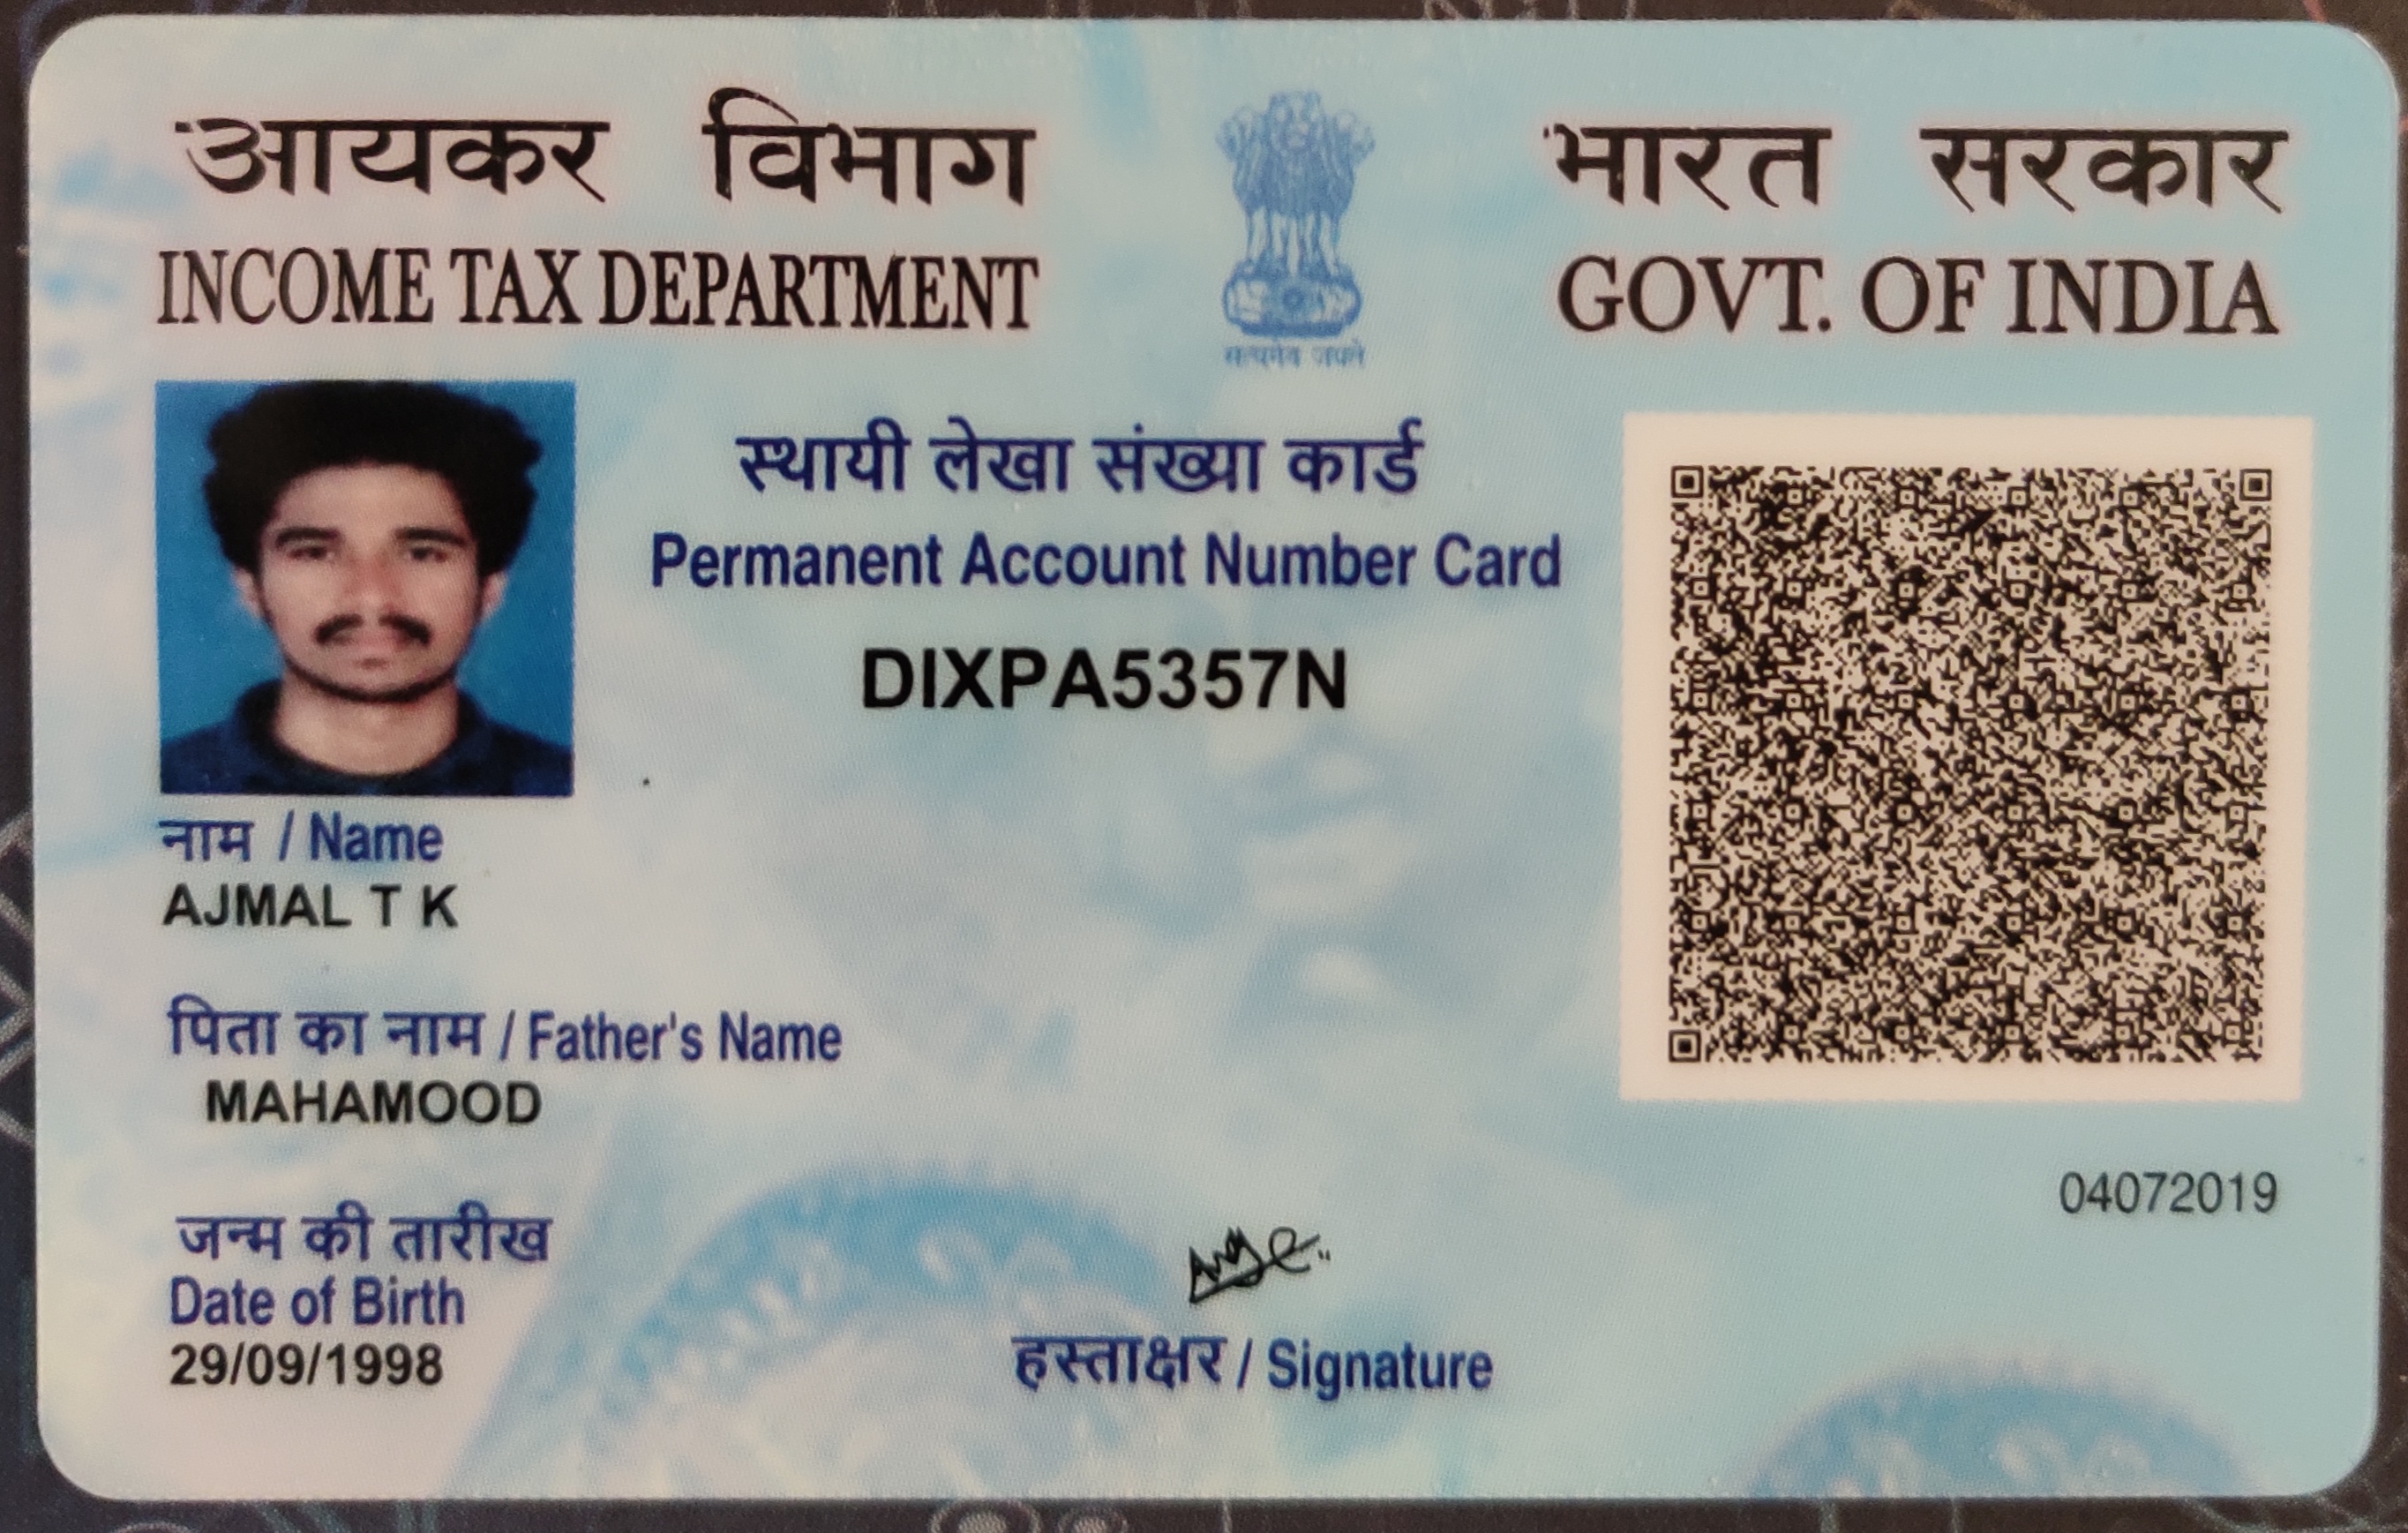 आयकर विभाग
INCOME TAX DEPARTMENT
सत्यमेव जयते
भारत सरकार
GOVT. OF INDIA
स्थायी लेखा संख्या कार्ड
Permanent Account Number Card
DIXPA5357N
नाम / Name
AJMAL T K
पिता का नाम / Father's Name
MAHAMOOD
जन्म की तारीख
Date of Birth
29/09/1998
हस्ताक्षर / Signature
04072019